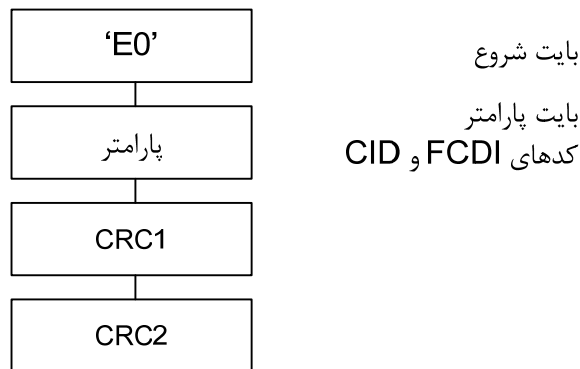 ‘E0’
بایت شروع
پارامتر
بایت پارامتر
کدهای FCDI و CID
CRC1
CRC2